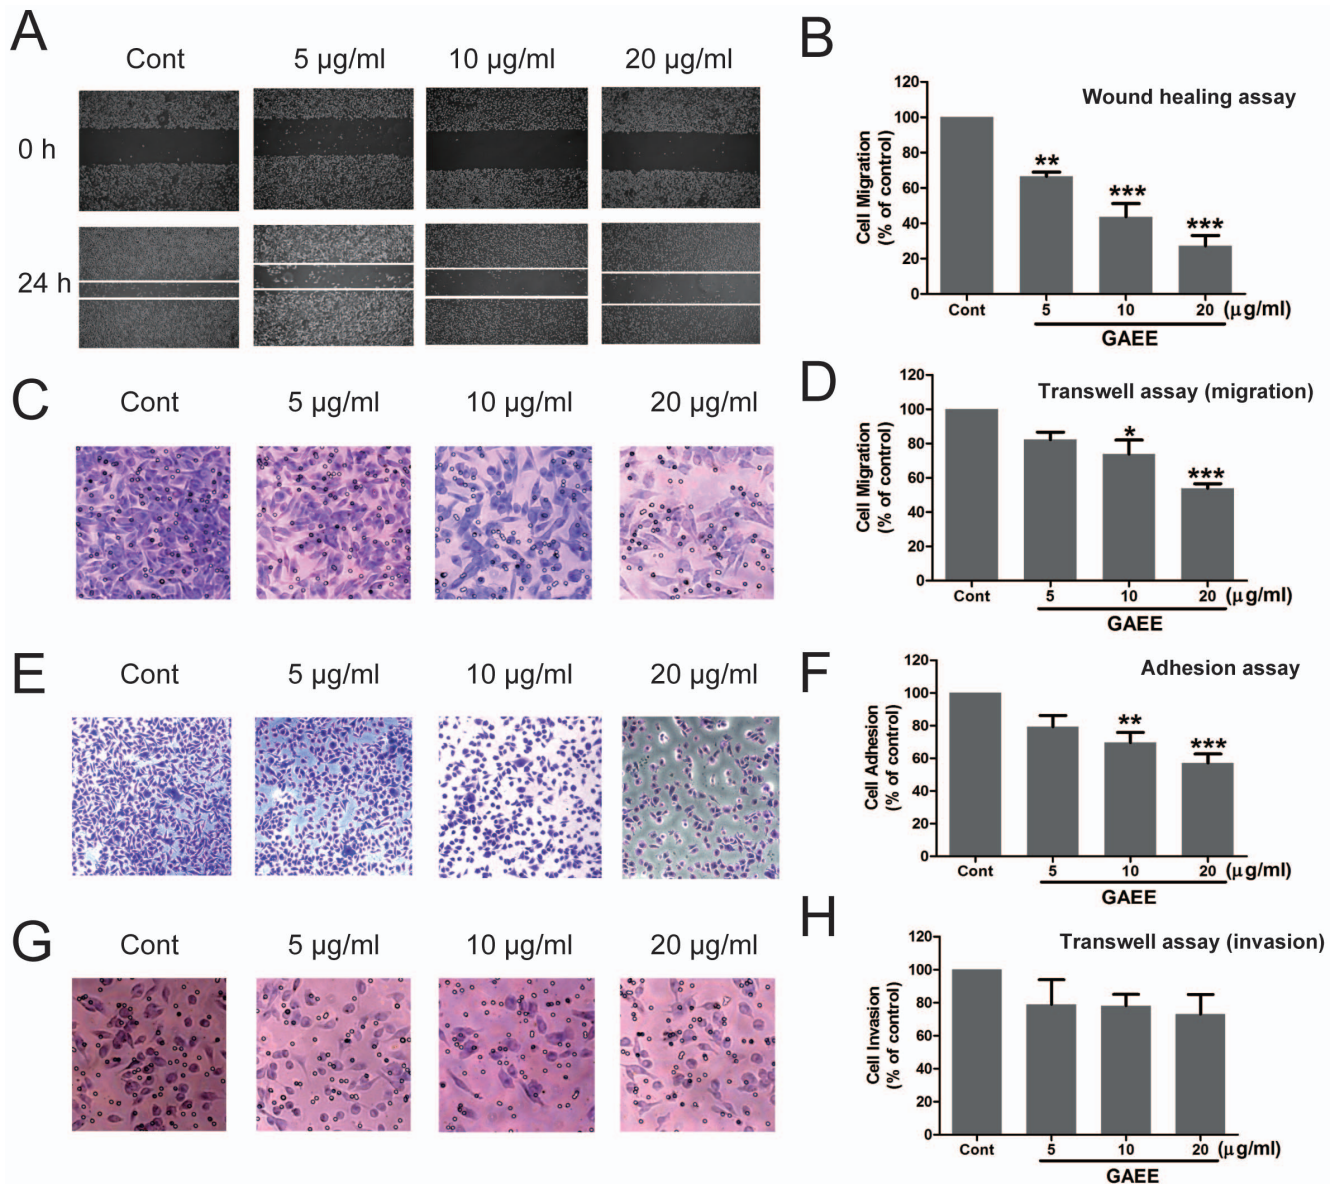 A
Cont 5 µg/ml 10 µg/ml 20 µg/ml
0 h
24 h
B
Wound healing assay
Cell Migration
(% of control)
120
100
80
60
40
20
0
**
***
***
Cont 5 10 20 (µg/ml)
GAEE
C
Cont 5 µg/ml 10 µg/ml 20 µg/ml
D
Transwell assay (migration)
Cell Migration
(% of control)
120
100
80
60
40
20
0
*
***
Cont 5 10 20 (µg/ml)
GAEE
E
Cont 5 µg/ml 10 µg/ml 20 µg/ml
F
Adhesion assay
Cell Adhesion
(% of control)
120
100
80
60
40
20
0
**
***
Cont 5 10 20 (µg/ml)
GAEE
G
Cont 5 µg/ml 10 µg/ml 20 µg/ml
H
Transwell assay (invasion)
Cell Invasion
(% of control)
120
100
80
60
40
20
0
Cont 5 10 20 (µg/ml)
GAEE